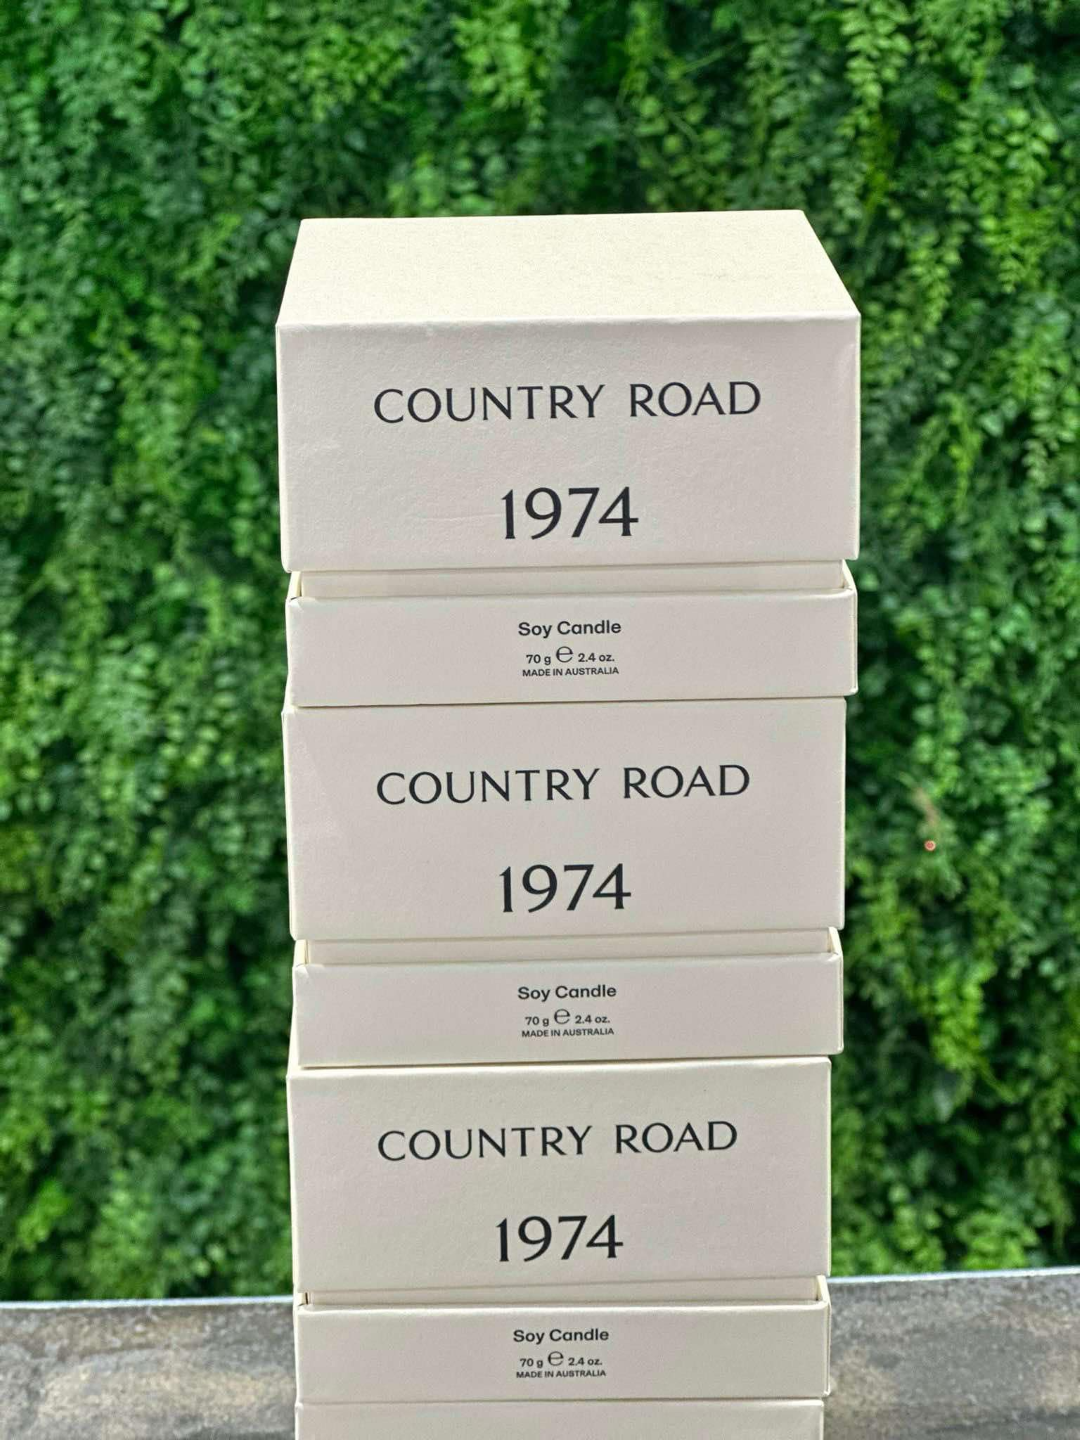 COUNTRY ROAD
1974
Soy Candle
70 g ℮ 2.4 oz.
MADE IN AUSTRALIA
COUNTRY ROAD
1974
Soy Candle
70 g ℮ 2.4 oz.
MADE IN AUSTRALIA
COUNTRY ROAD
1974
Soy Candle
70 g ℮ 2.4 oz.
MADE IN AUSTRALIA